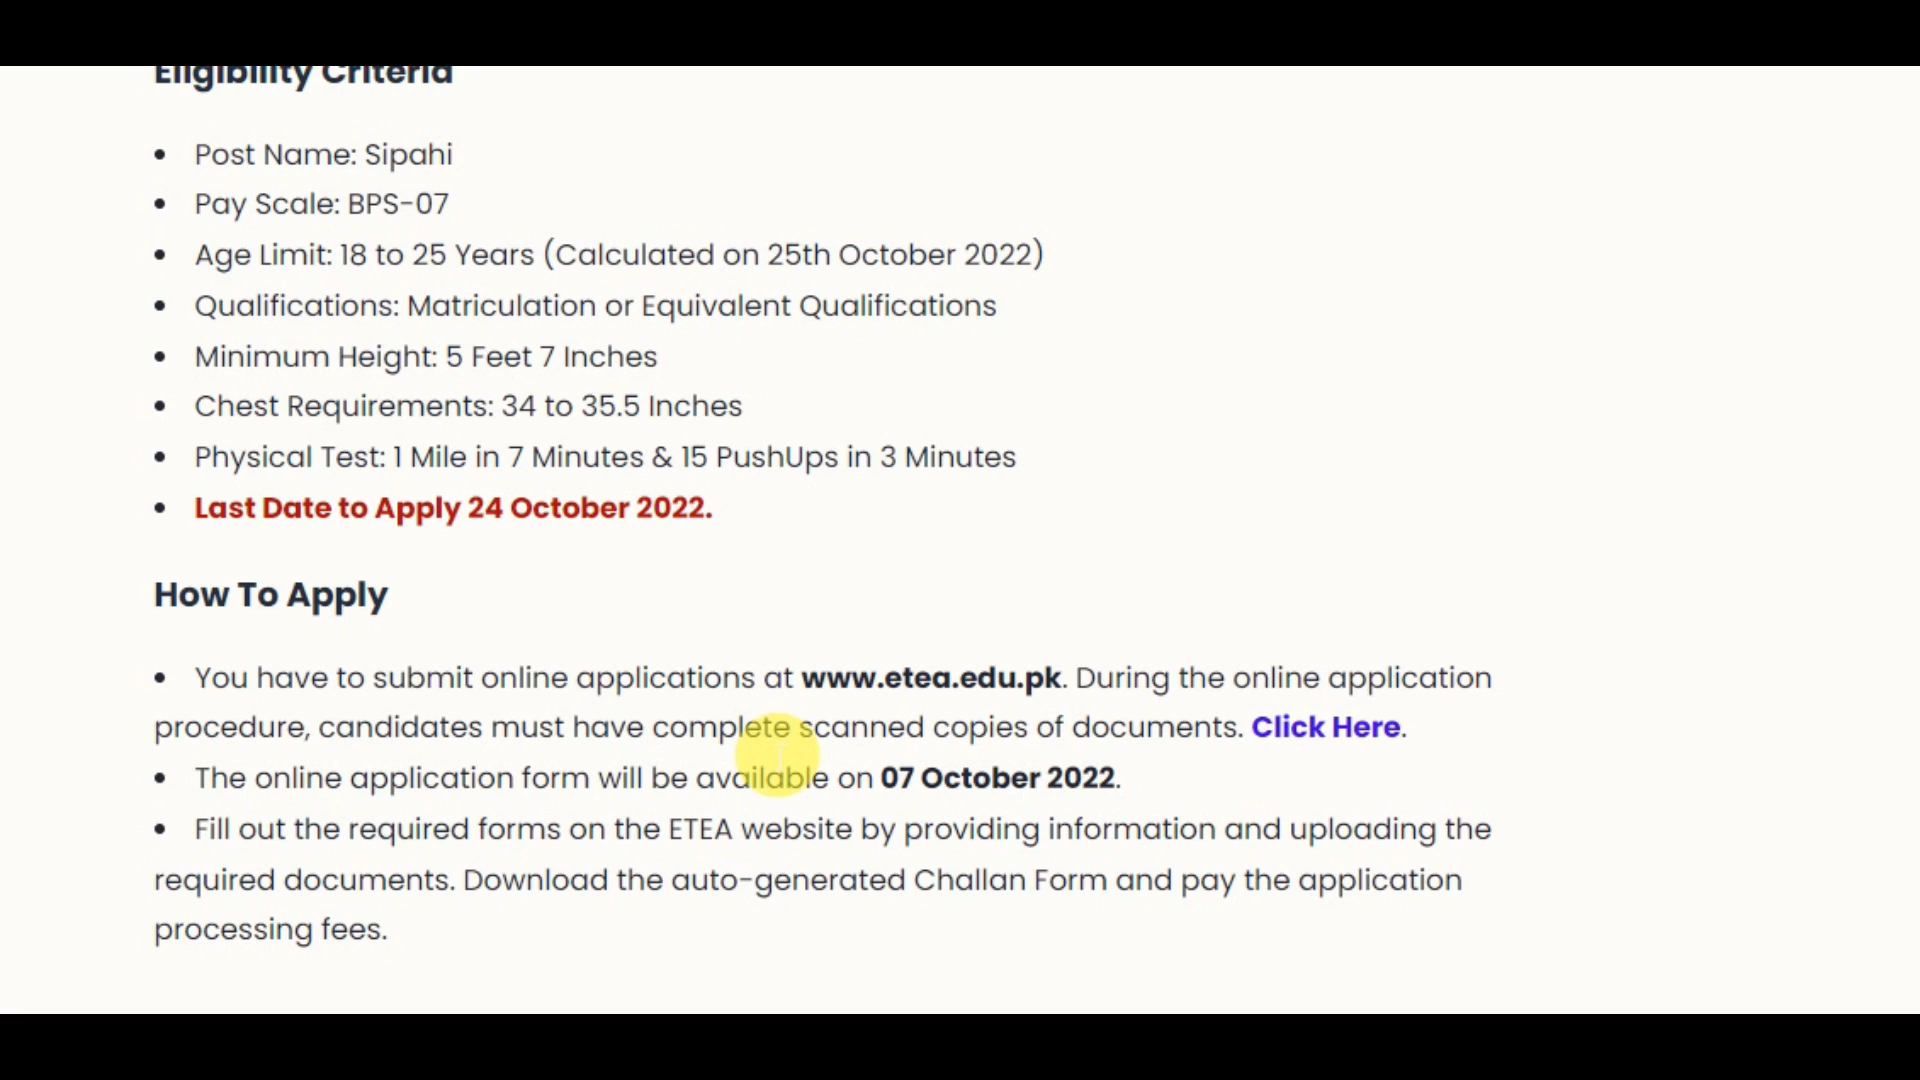 Eligibility Criteria
• Post Name: Sipahi
• Pay Scale: BPS-07
• Age Limit: 18 to 25 Years (Calculated on 25th October 2022)
• Qualifications: Matriculation or Equivalent Qualifications
• Minimum Height: 5 Feet 7 Inches
• Chest Requirements: 34 to 35.5 Inches
• Physical Test: 1 Mile in 7 Minutes & 15 PushUps in 3 Minutes
• Last Date to Apply 24 October 2022.
How To Apply
• You have to submit online applications at www.etea.edu.pk. During the online application
procedure, candidates must have complete scanned copies of documents. Click Here.
• The online application form will be available on 07 October 2022.
• Fill out the required forms on the ETEA website by providing information and uploading the
required documents. Download the auto-generated Challan Form and pay the application
processing fees.